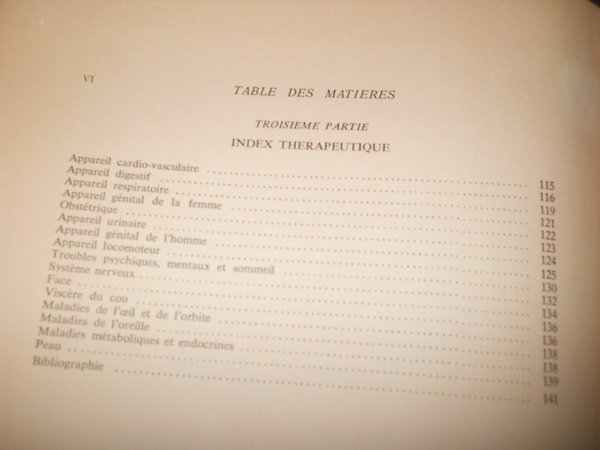 VI
TABLE DES MATIERES
TROISIEME PARTIE
INDEX THERAPEUTIQUE
Appareil cardio-vasculaire ........ 115
Appareil digestif ........ 116
Appareil respiratoire ........ 119
Appareil génital de la femme ........ 121
Obstétrique ........ 122
Appareil urinaire ........ 123
Appareil génital de l'homme ........ 124
Appareil locomoteur ........ 125
Troubles psychiques, mentaux et sommeil ........ 130
Système nerveux ........ 132
Face ........ 134
Viscère du cou ........ 136
Maladies de l'œil et de l'orbite ........ 136
Maladies de l'oreille ........ 138
Maladies métaboliques et endocrines ........ 138
Peau ........ 139
Bibliographie ........ 141